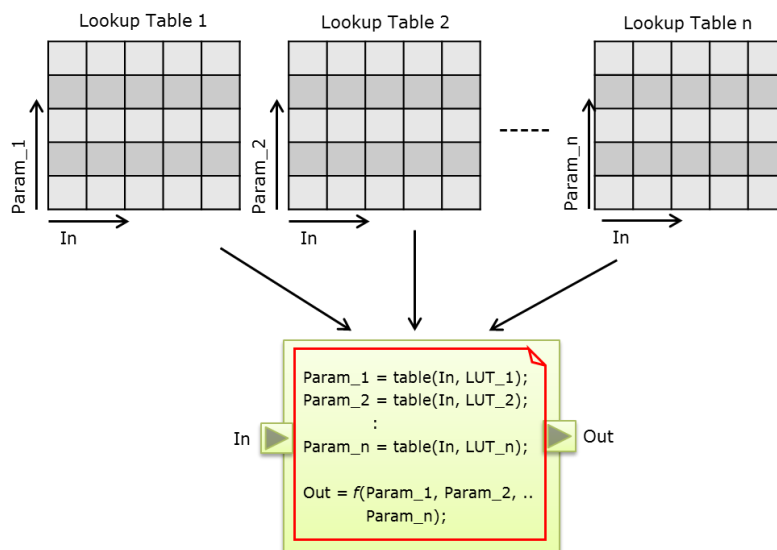 Lookup Table 1
Lookup Table 2
Lookup Table n
Param_1
Param_2
Param_n
In
In
In
Param_1 = table(In, LUT_1);
Param_2 = table(In, LUT_2);
:
Param_n = table(In, LUT_n);
Out = f(Param_1, Param_2, ..
Param_n);
In
Out